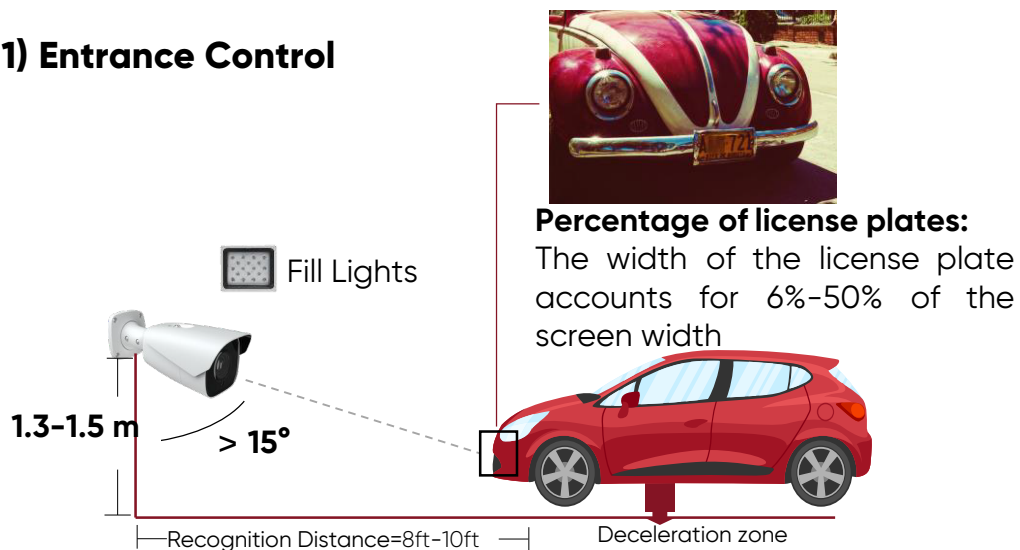 1) Entrance Control
A 721
Percentage of license plates:
The width of the license plate
accounts for 6%-50% of the
screen width
Fill Lights
1.3-1.5 m
> 15°
Recognition Distance=8ft-10ft
Deceleration zone